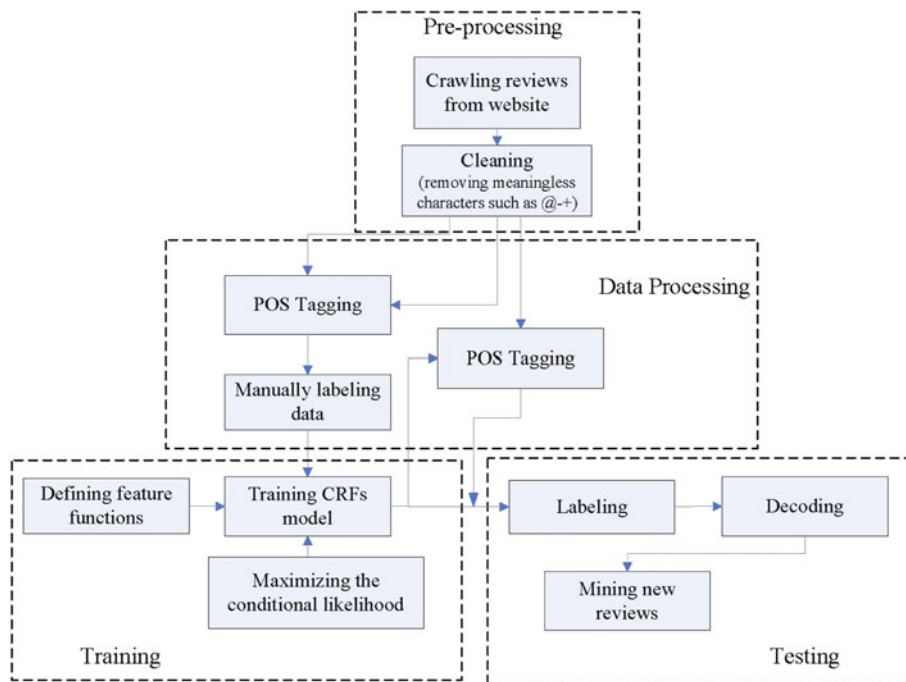 Pre-processing
Crawling reviews
from website
Cleaning
(removing meaningless
characters such as @-+)
Data Processing
POS Tagging
POS Tagging
Manually labeling
data
Defining feature
functions
Training CRFs
model
Labeling
Decoding
Maximizing the
conditional likelihood
Mining new
reviews
Training
Testing